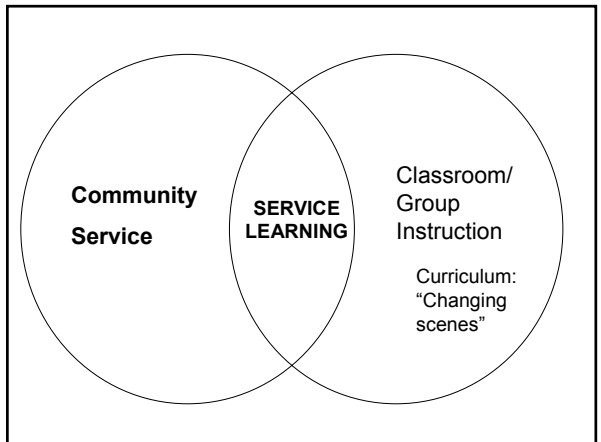 Community
Service
SERVICE
LEARNING
Classroom/
Group
Instruction
Curriculum:
“Changing
scenes”